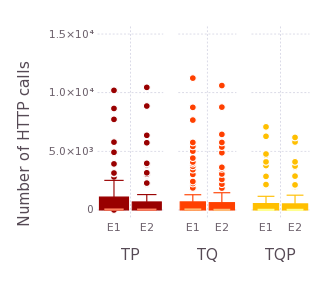 1.5×10⁴
1.0×10⁴
5.0×10³
0
Number of HTTP calls
E1 E2 E1 E2 E1 E2
TP TQ TQP